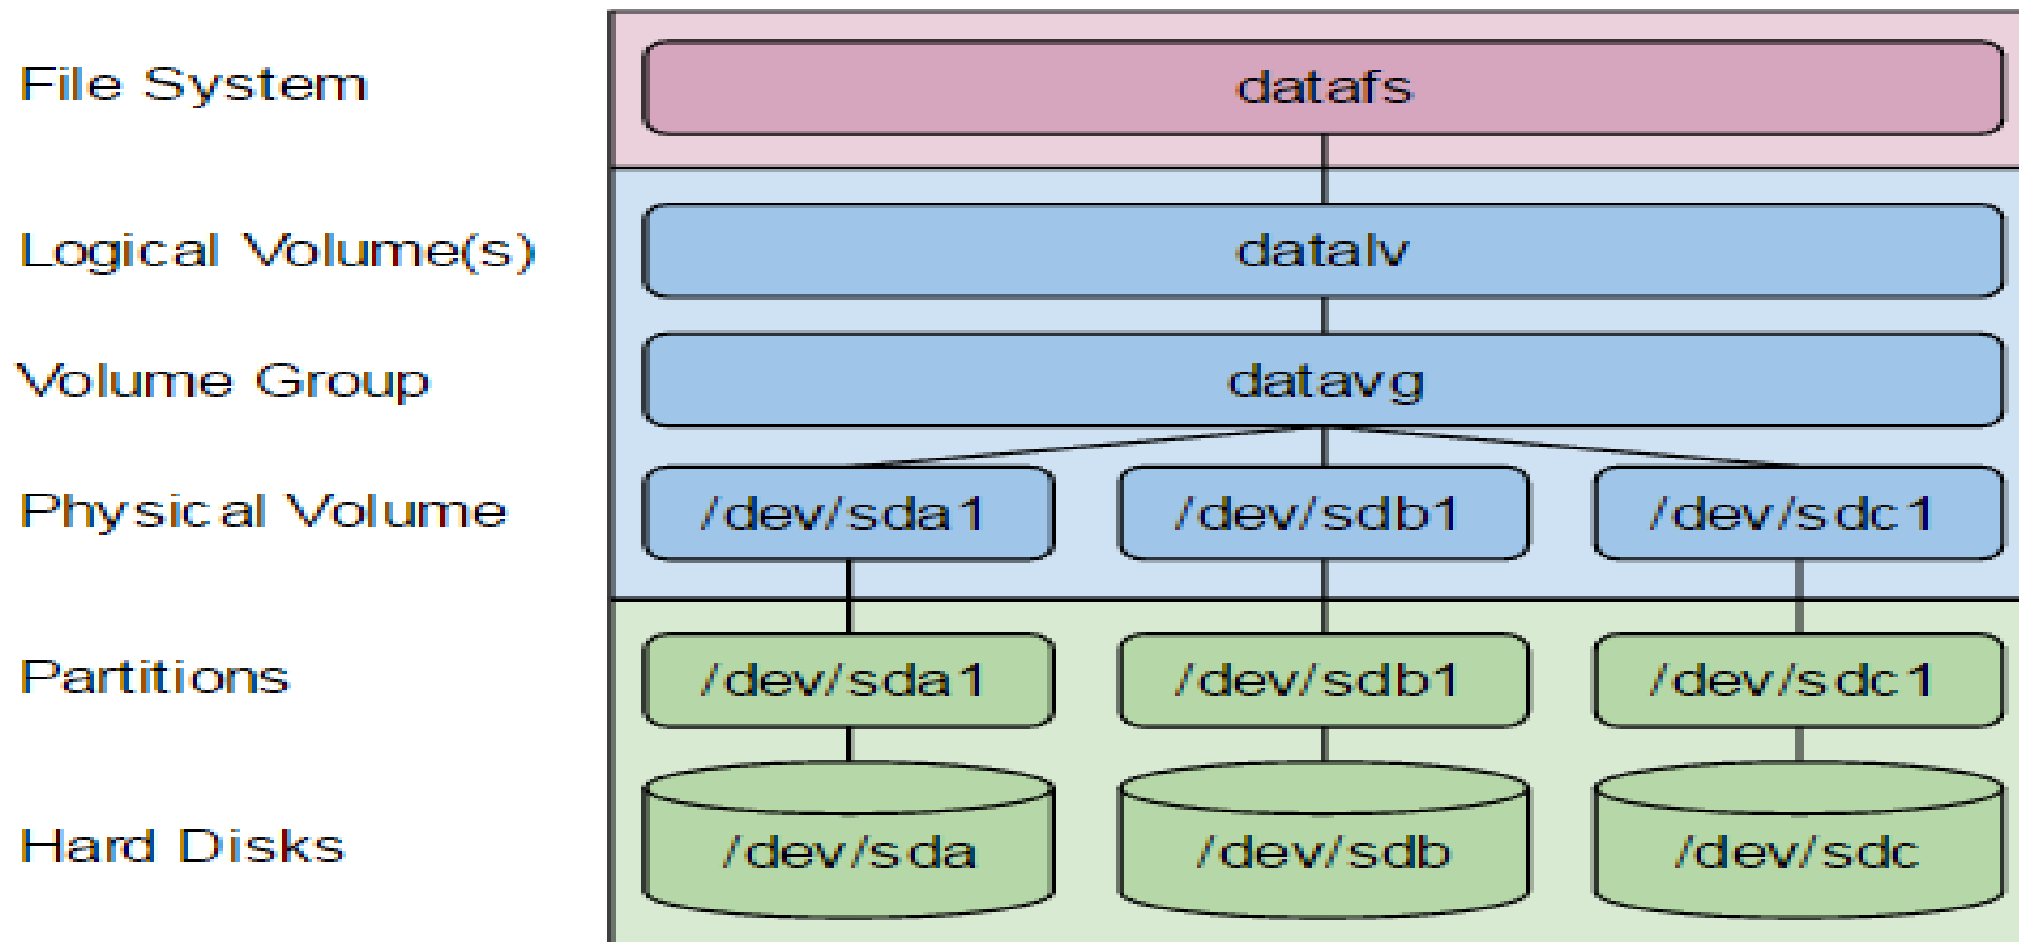 File System
datafs
Logical Volume(s)
datalv
Volume Group
datavg
Physical Volume
/dev/sda1 /dev/sdb1 /dev/sdc1
Partitions
/dev/sda1 /dev/sdb1 /dev/sdc1
Hard Disks
/dev/sda /dev/sdb /dev/sdc